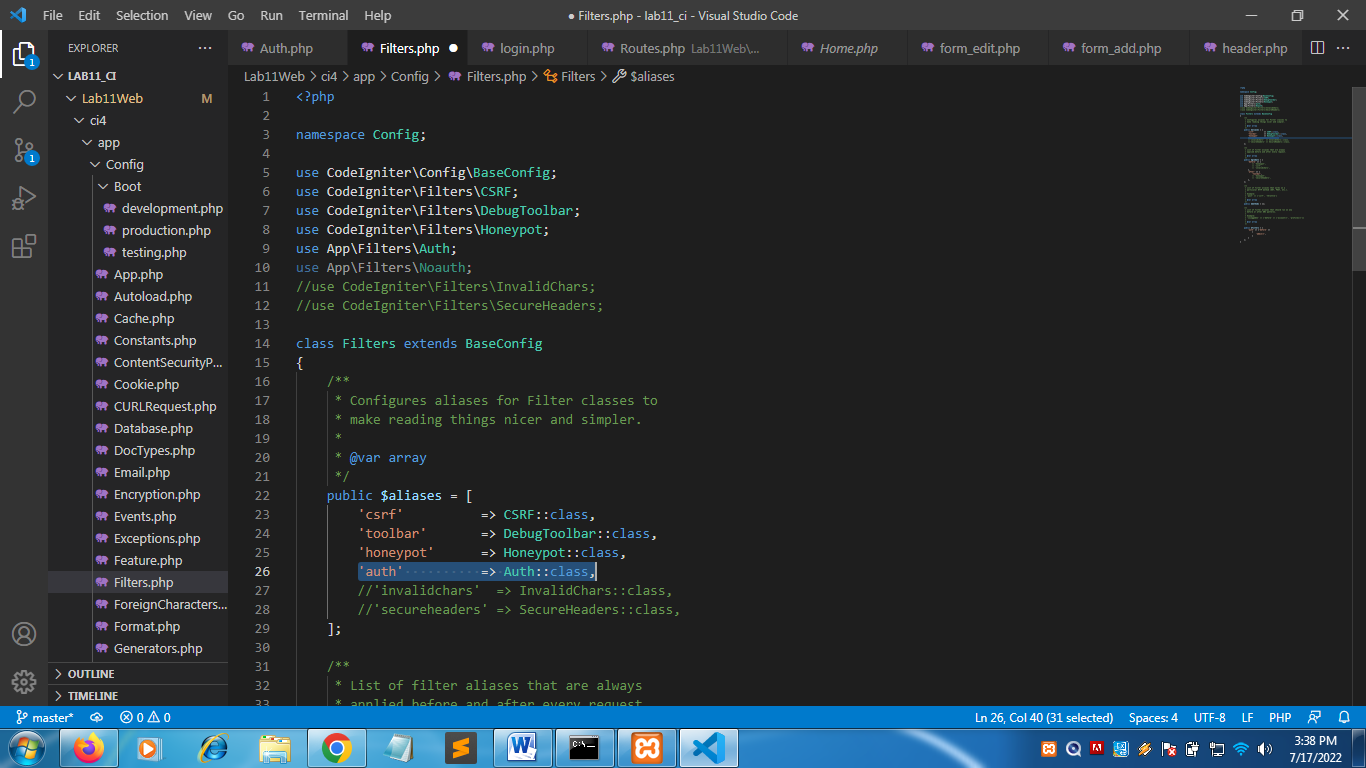 File Edit Selection View Go Run Terminal Help
● Filters.php - lab11_ci - Visual Studio Code
EXPLORER
Auth.php
Filters.php
login.php
Routes.php Lab11Web\...
Home.php
form_edit.php
form_add.php
header.php
Lab11Web > ci4 > app > Config > Filters.php > Filters > $aliases
LAB11_CI
Lab11Web M
ci4
app
Config
Boot
development.php
production.php
testing.php
App.php
Autoload.php
Cache.php
Constants.php
ContentSecurityP...
Cookie.php
CURLRequest.php
Database.php
DocTypes.php
Email.php
Encryption.php
Events.php
Exceptions.php
Feature.php
Filters.php
ForeignCharacters...
Format.php
Generators.php
OUTLINE
TIMELINE
1
1
1 <?php
2
3 namespace Config;
4
5 use CodeIgniter\Config\BaseConfig;
6 use CodeIgniter\Filters\CSRF;
7 use CodeIgniter\Filters\DebugToolbar;
8 use CodeIgniter\Filters\Honeypot;
9 use App\Filters\Auth;
10 use App\Filters\Noauth;
11 //use CodeIgniter\Filters\InvalidChars;
12 //use CodeIgniter\Filters\SecureHeaders;
13
14 class Filters extends BaseConfig
15 {
16 /**
17 * Configures aliases for Filter classes to
18 * make reading things nicer and simpler.
19 *
20 * @var array
21 */
22 public $aliases = [
23 'csrf' => CSRF::class,
24 'toolbar' => DebugToolbar::class,
25 'honeypot' => Honeypot::class,
26 'auth' => Auth::class,
27 //'invalidchars' => InvalidChars::class,
28 //'secureheaders' => SecureHeaders::class,
29 ];
30
31 /**
32 * List of filter aliases that are always
33 * applied before and after every request
master* 0 0
Ln 26, Col 40 (31 selected) Spaces: 4 UTF-8 LF PHP
3:38 PM
7/17/2022